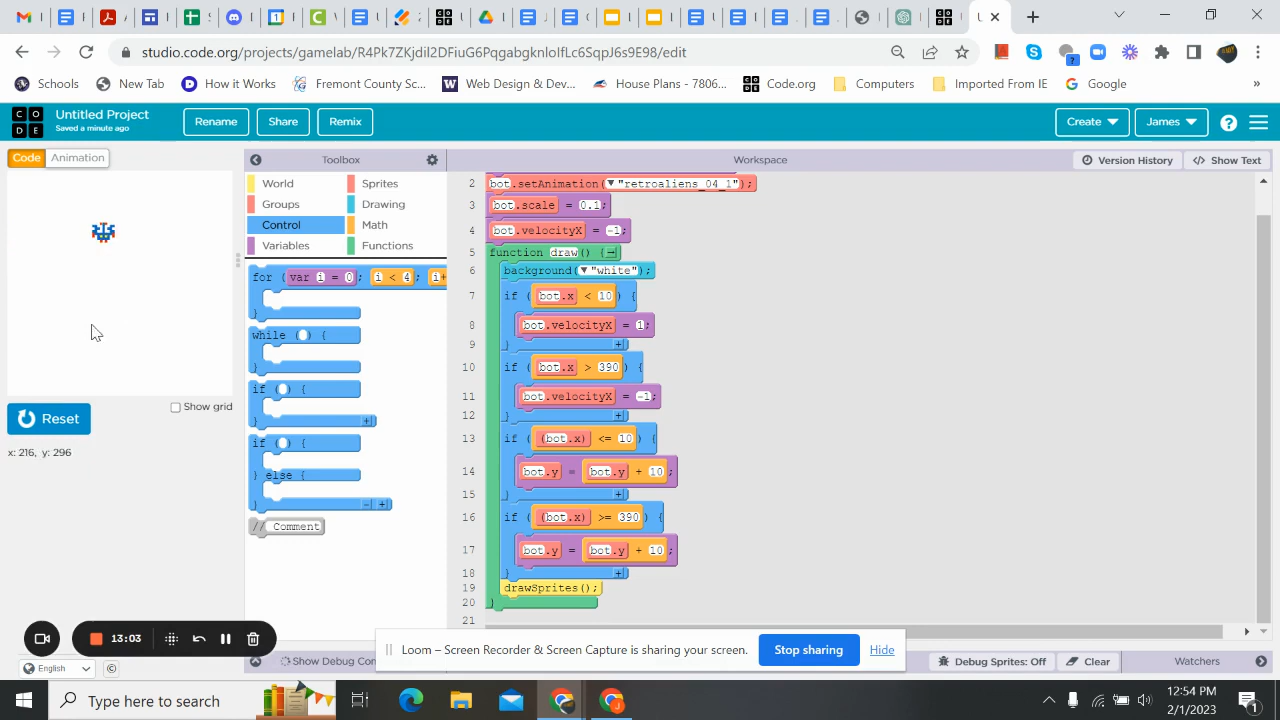 studio.code.org/projects/gamelab/R4Pk7ZKjdil2DFiuG6PqgabgknloIfLc6SqpJ6s9E98/edit
Schools
New Tab
How it Works
Fremont County Sc...
Web Design & Dev...
House Plans - 7806...
Code.org
Computers
Imported From IE
Google
»
CODE
Untitled Project
Saved a minute ago
Rename
Share
Remix
Create
James
Code
Animation
Toolbox
Workspace
Version History
</> Show Text
World
Sprites
Groups
Drawing
Control
Math
Variables
Functions
for ( var i = 0; i < 4; i+
}
while ( ) {
}
if ( ) {
}
if ( ) {
} else {
}
// Comment
2 bot.setAnimation( "retroaliens_04_1");
3 bot.scale = 0.1;
4 bot.velocityX = -1;
5 function draw() {
6 background( "white");
7 if ( bot.x < 10 ) {
8 bot.velocityX = 1;
9 }
10 if ( bot.x > 390 ) {
11 bot.velocityX = -1;
12 }
13 if ( (bot.x) <= 10 ) {
14 bot.y = bot.y + 10;
15 }
16 if ( (bot.x) >= 390 ) {
17 bot.y = bot.y + 10;
18 }
19 drawSprites();
20 }
21
Reset
Show grid
x: 216, y: 296
13:03
Loom – Screen Recorder & Screen Capture is sharing your screen.
Stop sharing
Hide
English
Show Debug Con
Debug Sprites: Off
Clear
Watchers
Type here to search
12:54 PM
2/1/2023